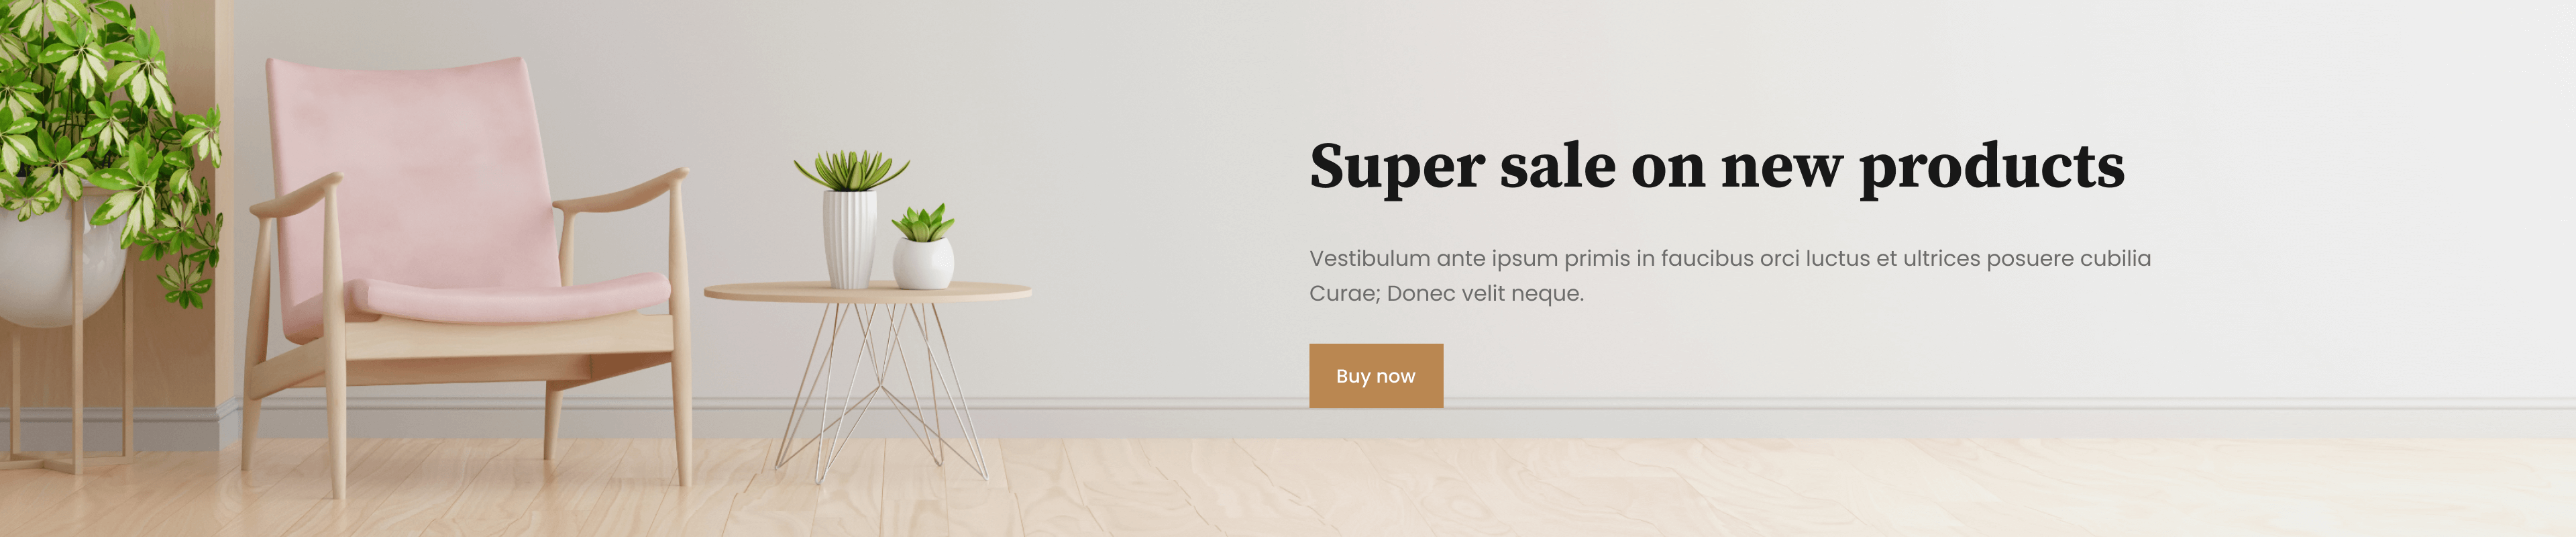 Super sale on new products
Vestibulum ante ipsum primis in faucibus orci luctus et ultrices posuere cubilia
Curae; Donec velit neque.
Buy now